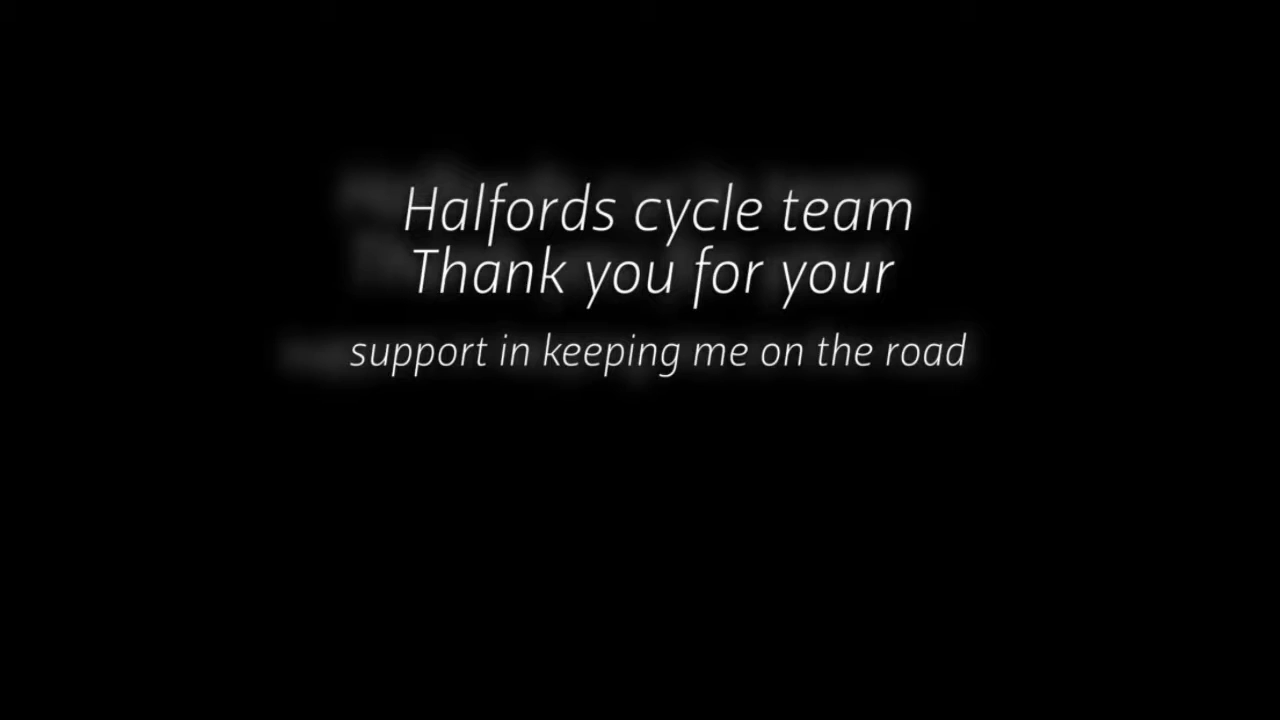 Halfords cycle team
Thank you for your
support in keeping me on the road